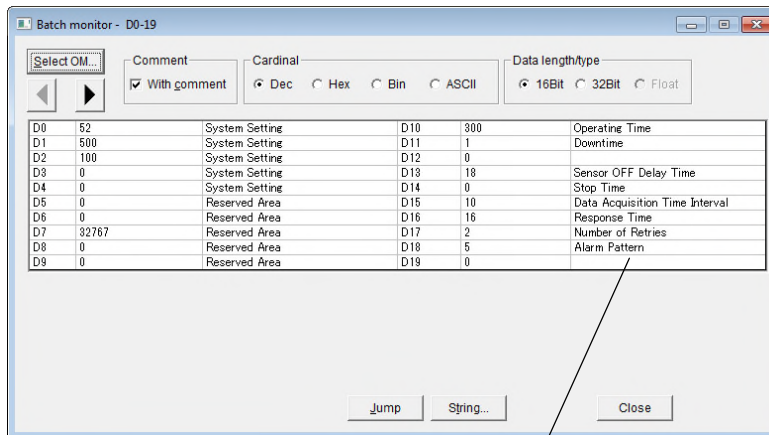 Batch monitor - D0-19
Select OM...
Comment
With comment
Cardinal
Dec Hex Bin ASCII
Data length/type
16Bit 32Bit Float
D0 52 System Setting D10 300 Operating Time
D1 500 System Setting D11 1 Downtime
D2 100 System Setting D12 0
D3 0 System Setting D13 18 Sensor OFF Delay Time
D4 0 System Setting D14 0 Stop Time
D5 0 Reserved Area D15 10 Data Acquisition Time Interval
D6 0 Reserved Area D16 16 Response Time
D7 32767 Reserved Area D17 2 Number of Retries
D8 0 Reserved Area D18 5 Alarm Pattern
D9 0 Reserved Area D19 0
Jump String... Close